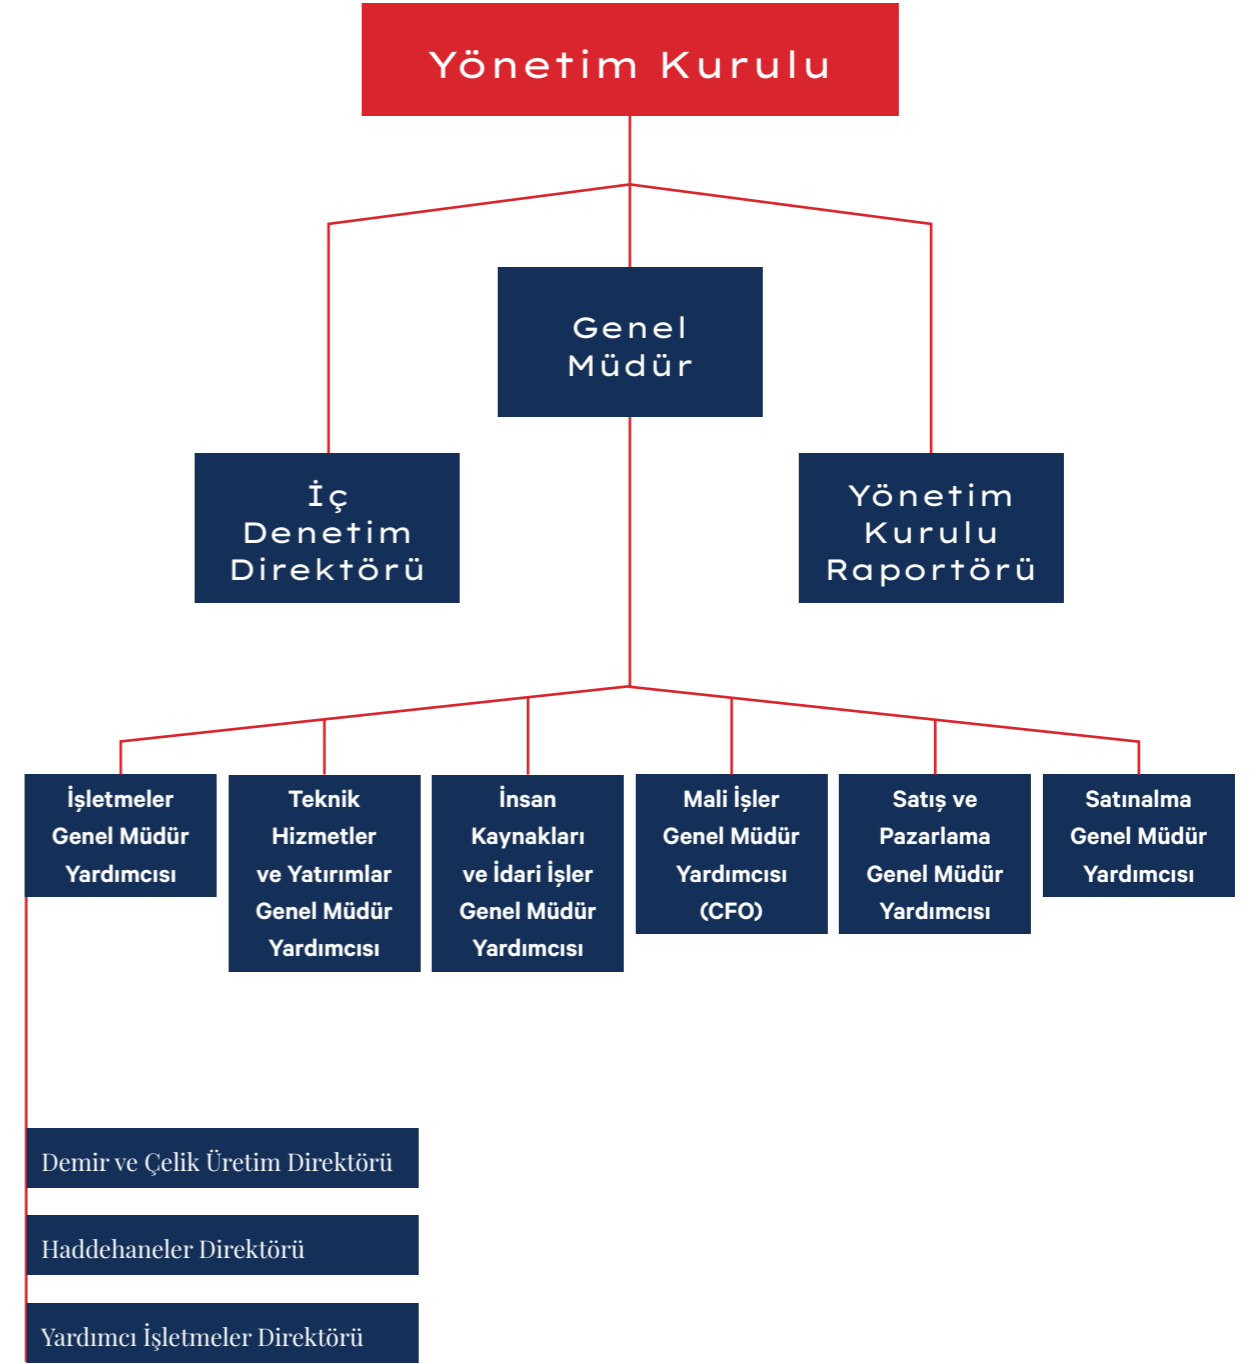 Yönetim Kurulu
Genel
Müdür
İç
Denetim
Direktörü
Yönetim
Kurulu
Raportörü
İşletmeler
Genel Müdür
Yardımcısı
Teknik
Hizmetler
ve Yatırımlar
Genel Müdür
Yardımcısı
İnsan
Kaynakları
ve İdari İşler
Genel Müdür
Yardımcısı
Mali İşler
Genel Müdür
Yardımcısı
(CFO)
Satış ve
Pazarlama
Genel Müdür
Yardımcısı
Satınalma
Genel Müdür
Yardımcısı
Demir ve Çelik Üretim Direktörü
Haddehaneler Direktörü
Yardımcı İşletmeler Direktörü